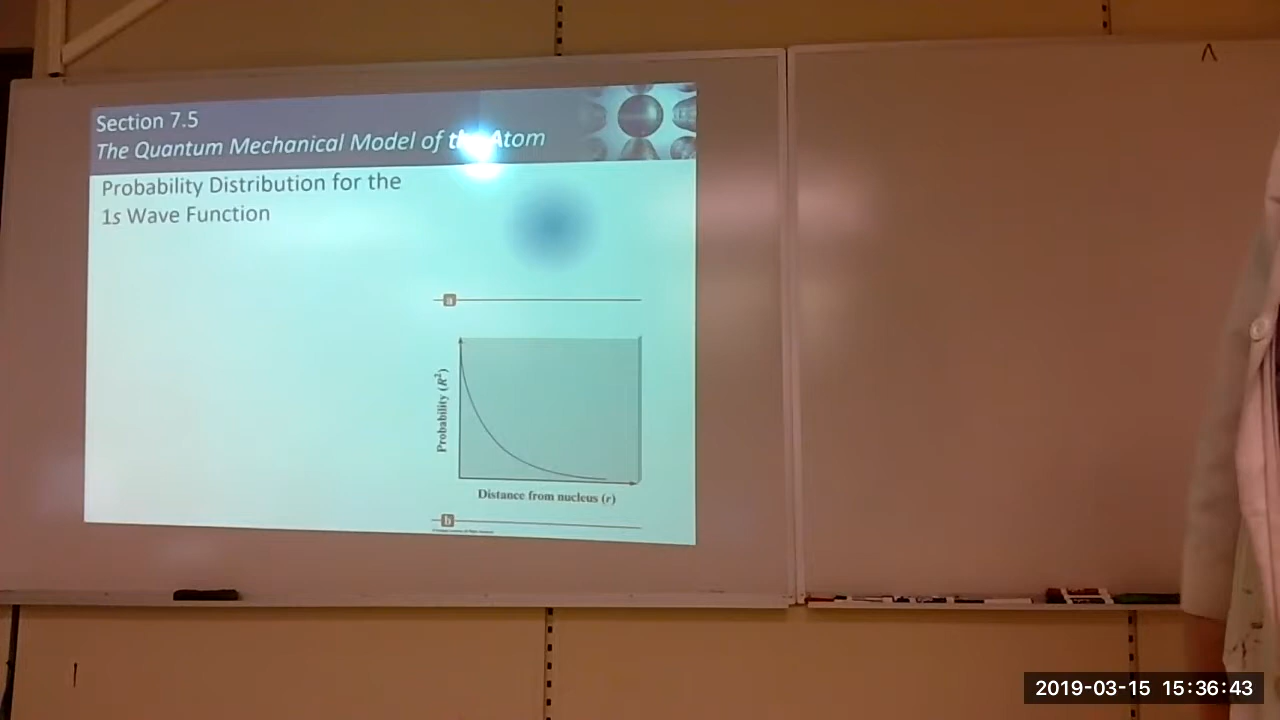 Section 7.5
The Quantum Mechanical Model of the Atom
Probability Distribution for the
1s Wave Function
a
Probability (R²)
Distance from nucleus (r)
b
2019-03-15 15:36:43